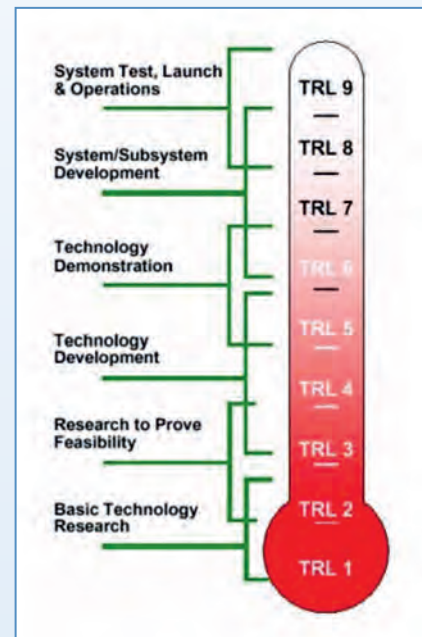 System Test, Launch
& Operations
System/Subsystem
Development
Technology
Demonstration
Technology
Development
Research to Prove
Feasibility
Basic Technology
Research
TRL 9
TRL 8
TRL 7
TRL 6
TRL 5
TRL 4
TRL 3
TRL 2
TRL 1